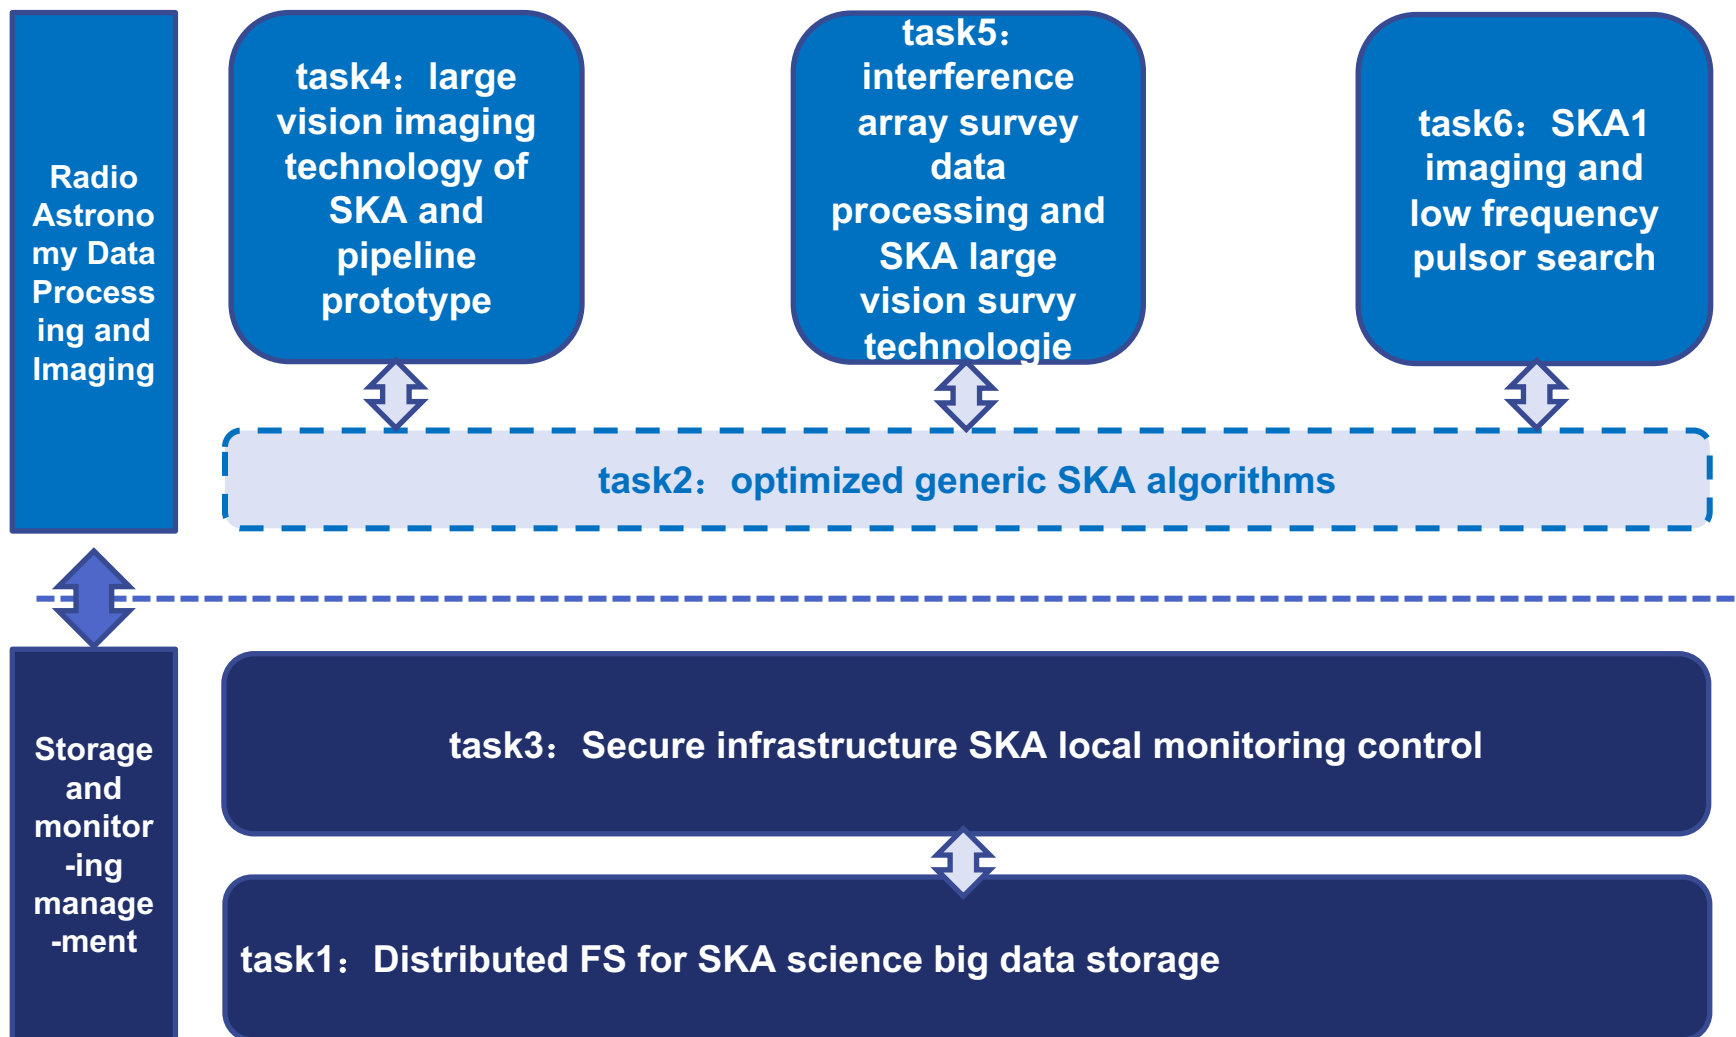 Radio
Astrono
my Data
Process
ing and
Imaging
task4：large
vision imaging
technology of
SKA and
pipeline
prototype
task5：
interference
array survey
data
processing and
SKA large
vision survy
technologie
task6：SKA1
imaging and
low frequency
pulsor search
task2：optimized generic SKA algorithms
Storage
and
monitor
-ing
manage
-ment
task3：Secure infrastructure SKA local monitoring control
task1：Distributed FS for SKA science big data storage